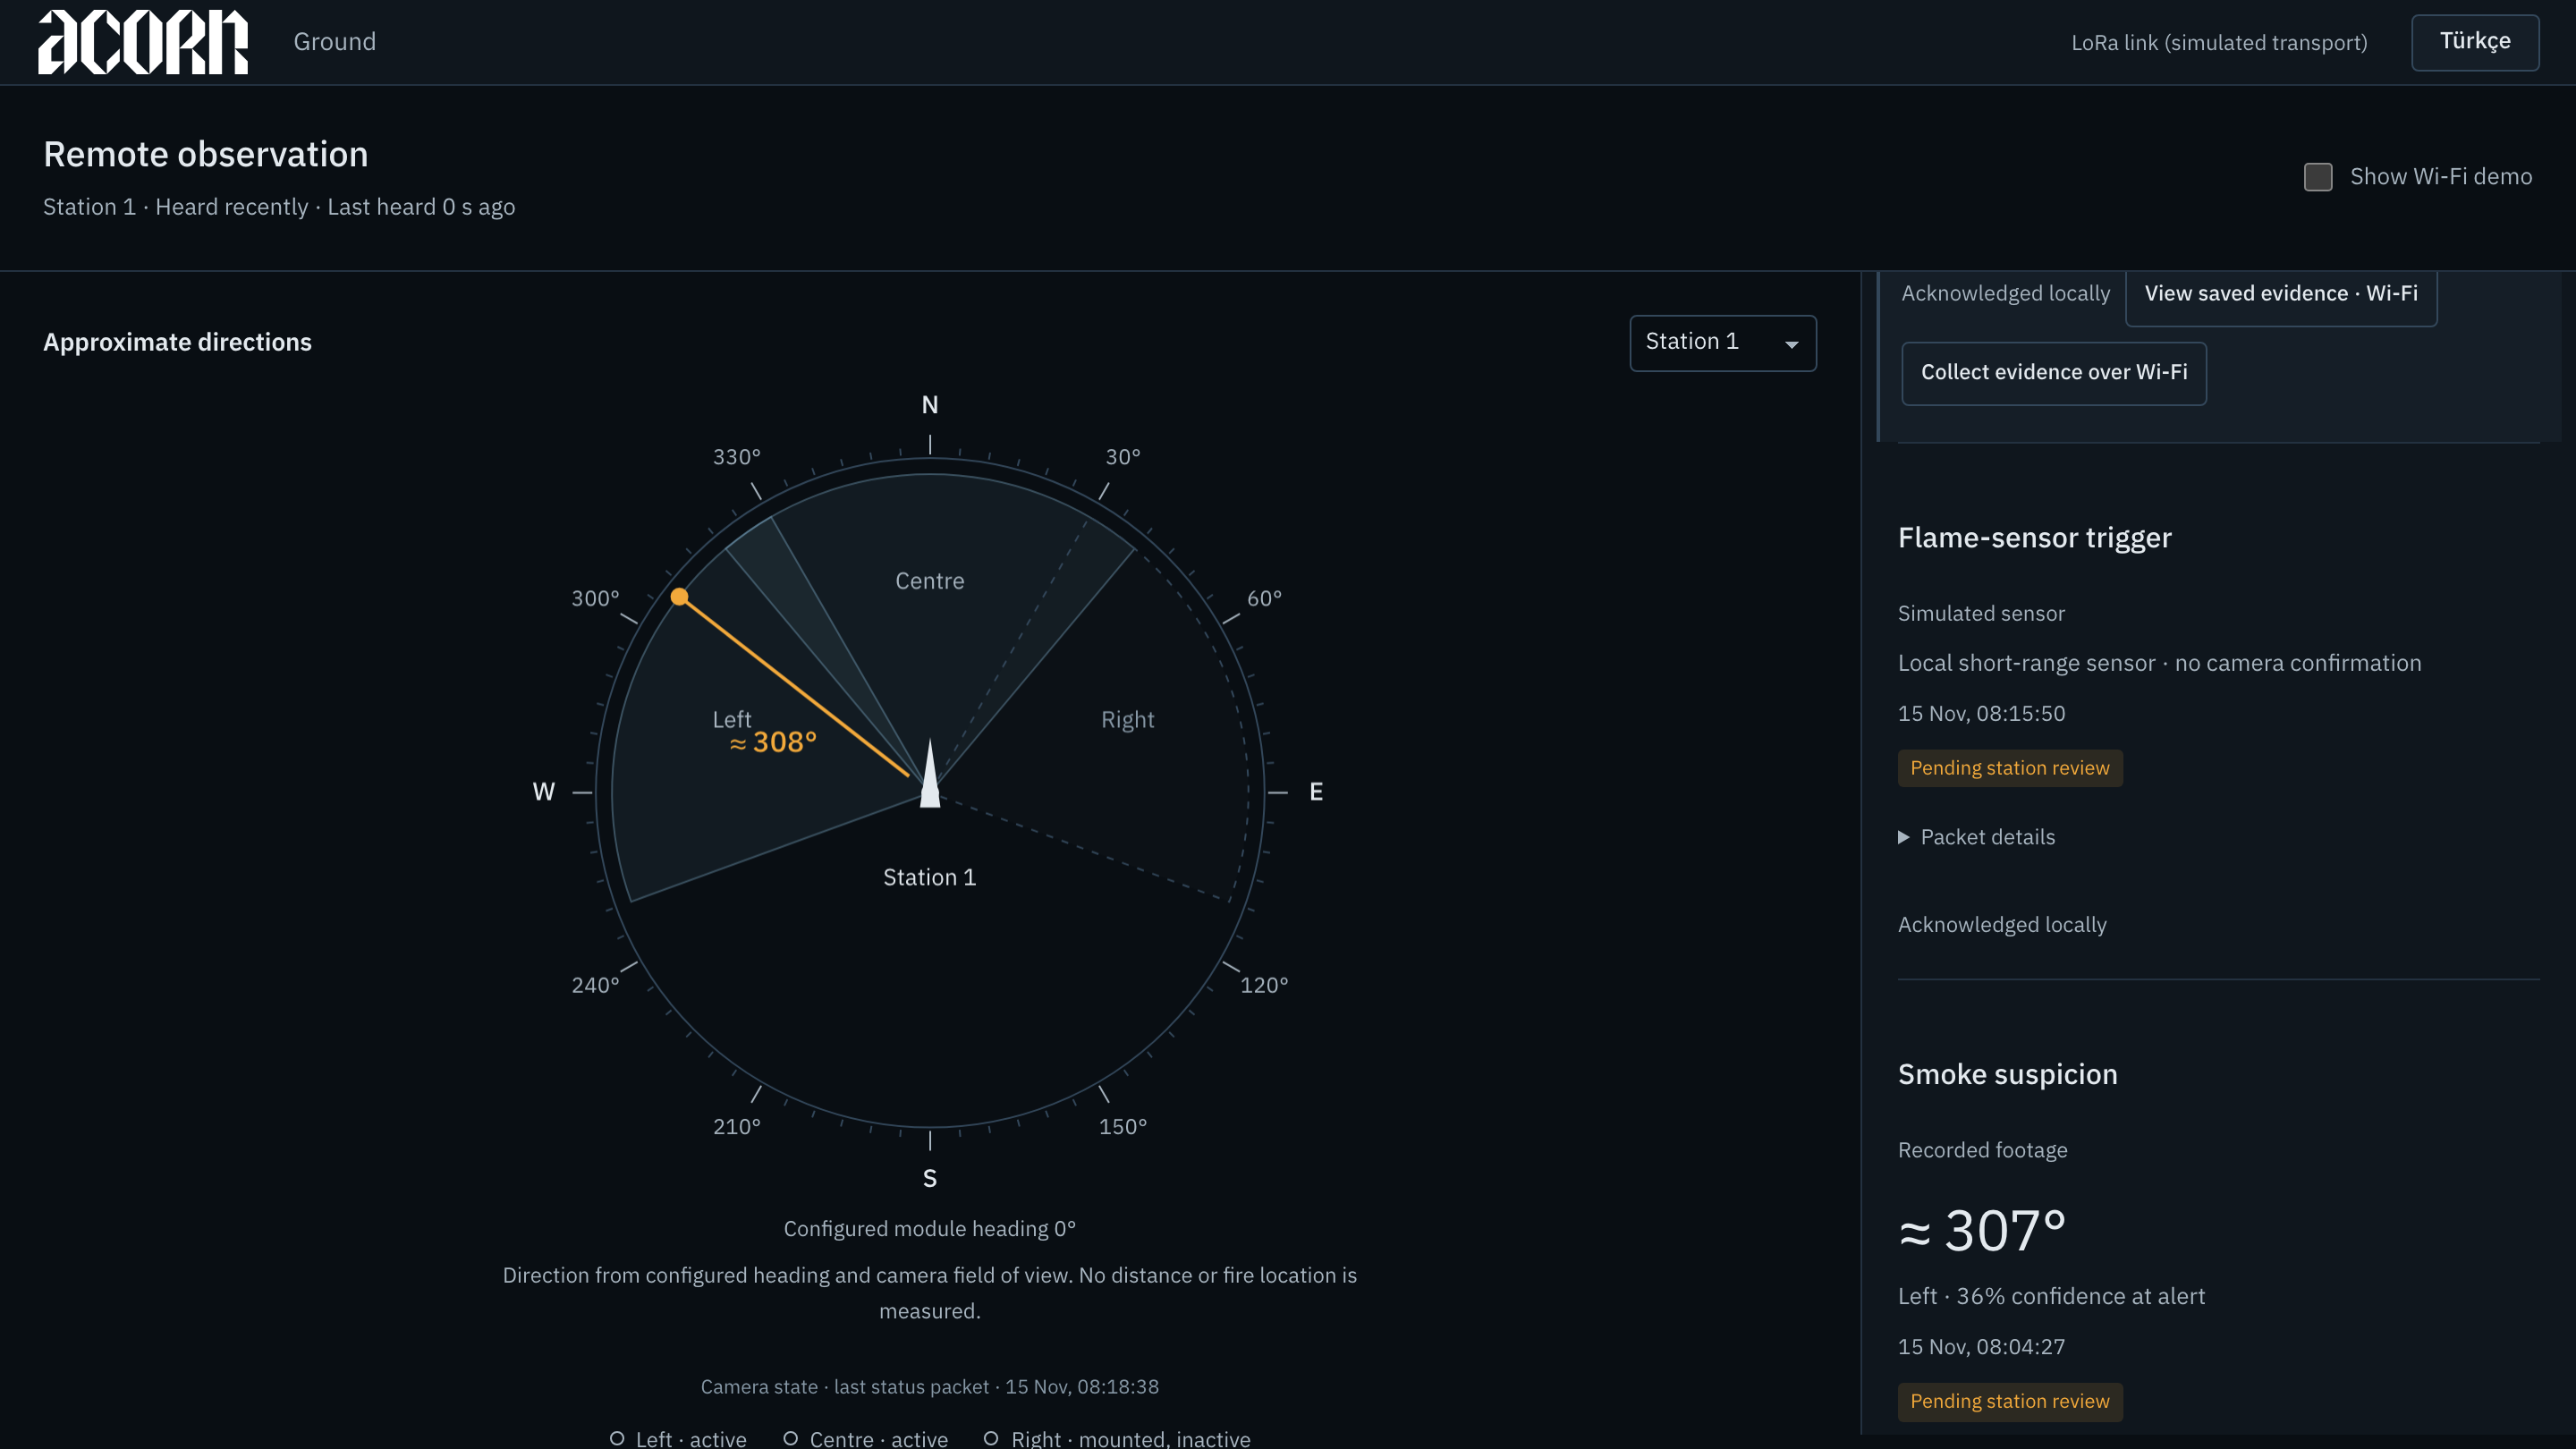 acorn
Ground
LoRa link (simulated transport)
Türkçe
Remote observation
Station 1 · Heard recently · Last heard 0 s ago
Show Wi-Fi demo
Approximate directions
Station 1
N
330°
30°
300°
60°
Centre
Left
≈ 308°
Right
W
E
Station 1
240°
120°
210°
150°
S
Configured module heading 0°
Direction from configured heading and camera field of view. No distance or fire location is
measured.
Camera state · last status packet · 15 Nov, 08:18:38
Left · active
Centre · active
Right · mounted, inactive
Acknowledged locally
View saved evidence · Wi-Fi
Collect evidence over Wi-Fi
Flame-sensor trigger
Simulated sensor
Local short-range sensor · no camera confirmation
15 Nov, 08:15:50
Pending station review
Packet details
Acknowledged locally
Smoke suspicion
Recorded footage
≈ 307°
Left · 36% confidence at alert
15 Nov, 08:04:27
Pending station review